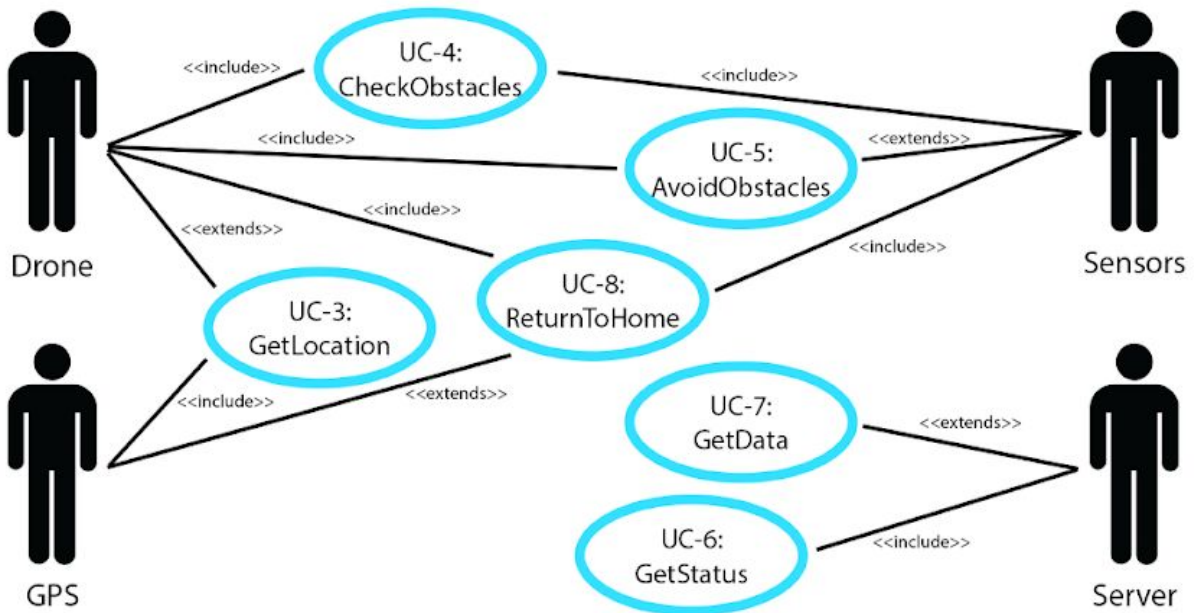 UC-4:
CheckObstacles
<<include>>
<<include>>
<<include>>
<<extends>>
UC-5:
AvoidObstacles
<<include>>
<<extends>>
<<include>>
Drone
Sensors
UC-8:
ReturnToHome
UC-3:
GetLocation
<<include>>
<<extends>>
UC-7:
GetData
<<extends>>
UC-6:
GetStatus
<<include>>
GPS
Server